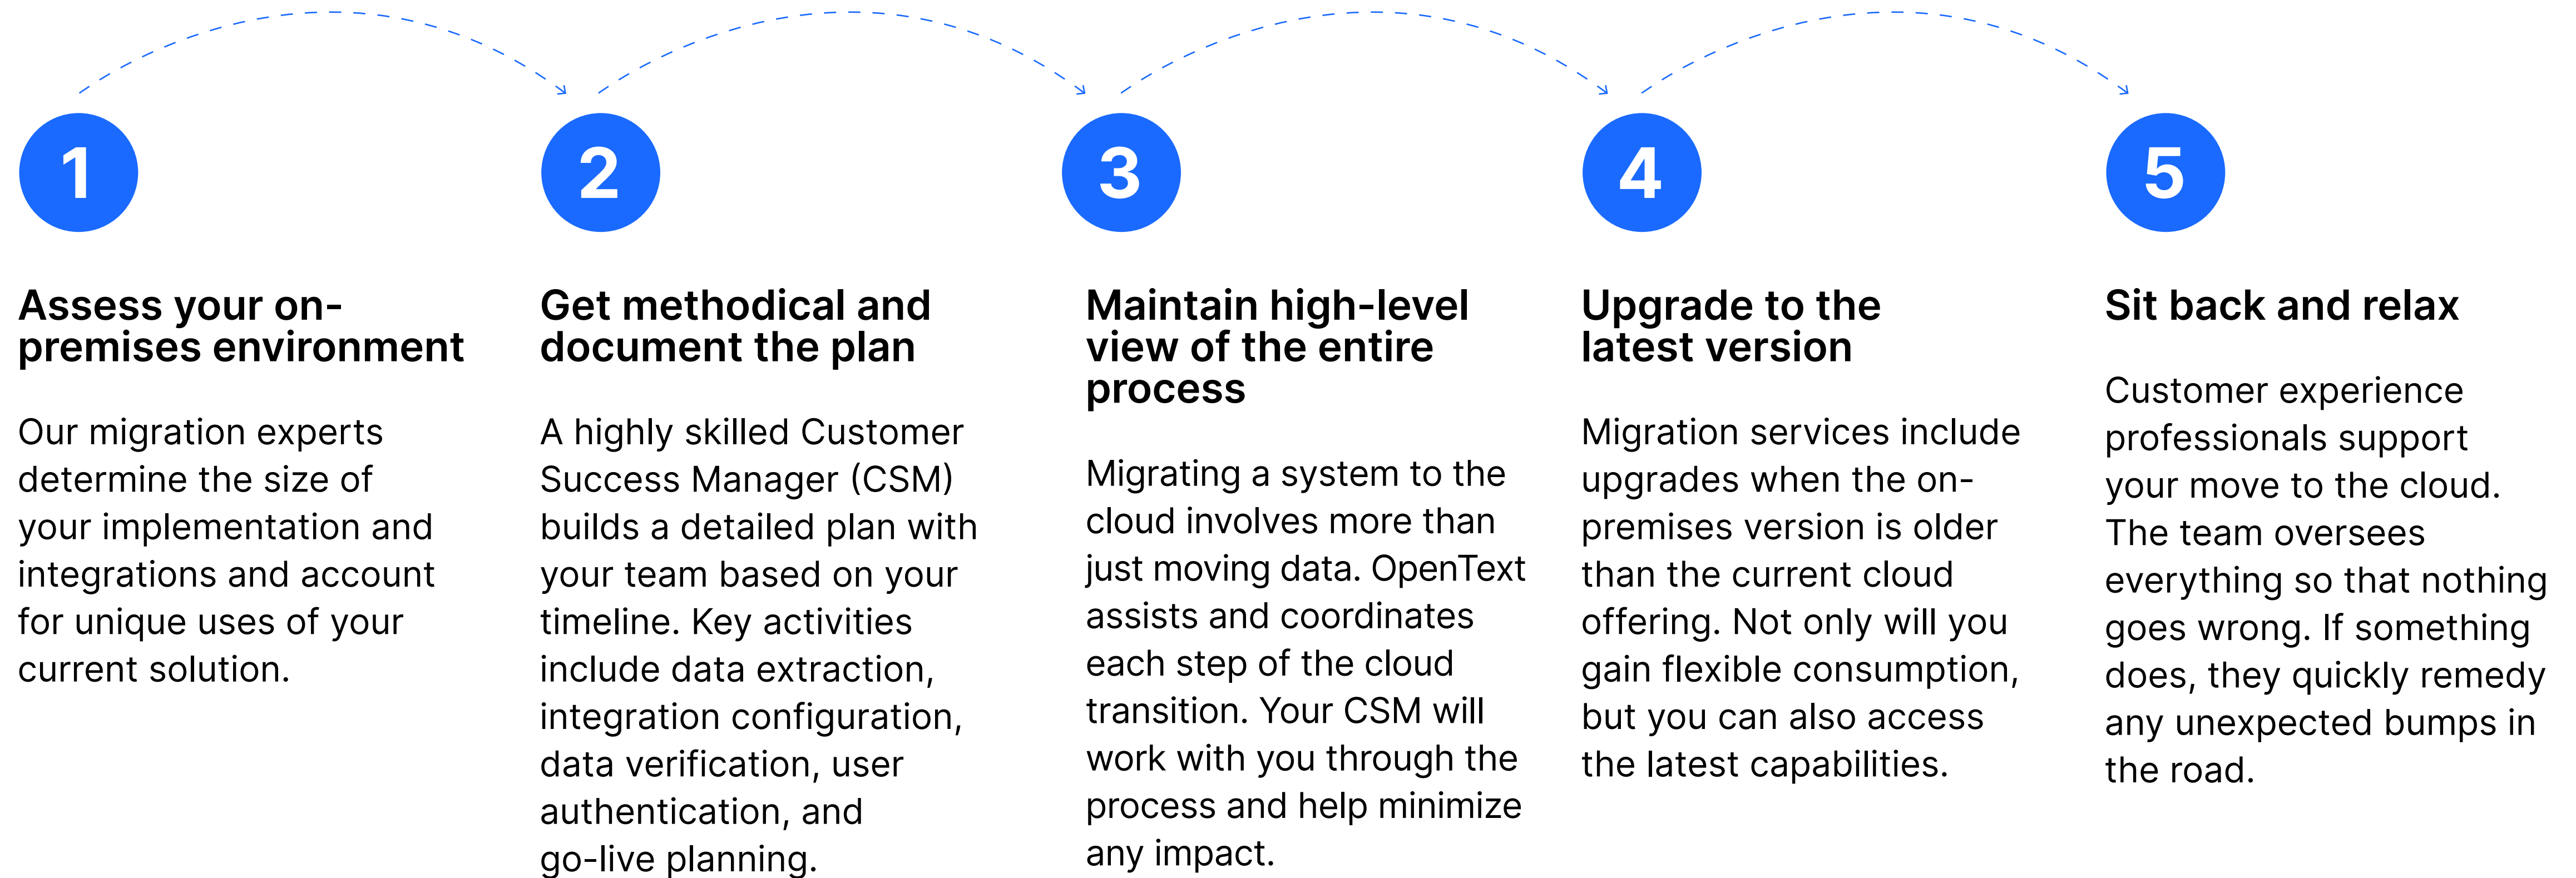 1
Assess your on-
premises environment
Our migration experts
determine the size of
your implementation and
integrations and account
for unique uses of your
current solution.
2
Get methodical and
document the plan
A highly skilled Customer
Success Manager (CSM)
builds a detailed plan with
your team based on your
timeline. Key activities
include data extraction,
integration configuration,
data verification, user
authentication, and
go-live planning.
3
Maintain high-level
view of the entire
process
Migrating a system to the
cloud involves more than
just moving data. OpenText
assists and coordinates
each step of the cloud
transition. Your CSM will
work with you through the
process and help minimize
any impact.
4
Upgrade to the
latest version
Migration services include
upgrades when the on-
premises version is older
than the current cloud
offering. Not only will you
gain flexible consumption,
but you can also access
the latest capabilities.
5
Sit back and relax
Customer experience
professionals support
your move to the cloud.
The team oversees
everything so that nothing
goes wrong. If something
does, they quickly remedy
any unexpected bumps in
the road.